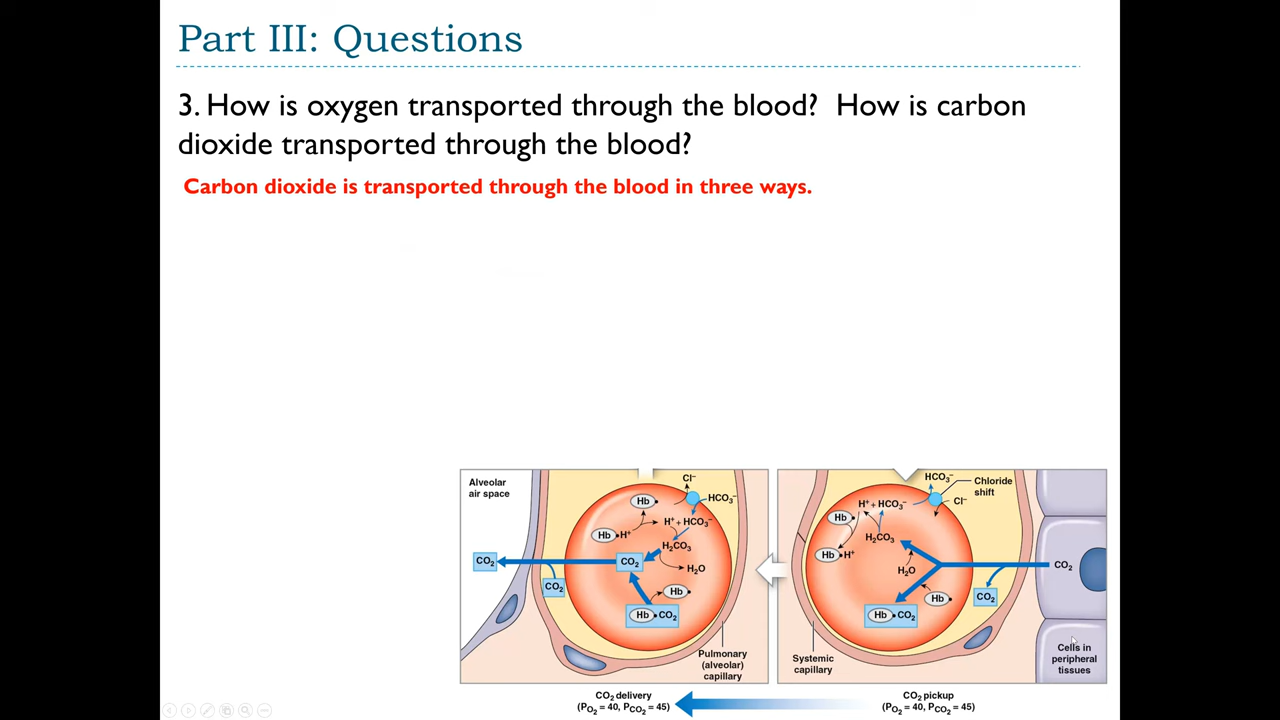 Part III: Questions
3. How is oxygen transported through the blood?  How is carbon
dioxide transported through the blood?
Carbon dioxide is transported through the blood in three ways.
Alveolar
air space
Cl⁻
Hb
HCO₃⁻
H⁺ + HCO₃⁻
Hb H⁺
H₂CO₃
CO₂
CO₂
H₂O
CO₂
Hb
Hb CO₂
Pulmonary
(alveolar)
capillary
HCO₃⁻
Chloride
shift
Cl⁻
H⁺ + HCO₃⁻
Hb
H₂CO₃
Hb H⁺
H₂O
CO₂
CO₂
Hb
Hb CO₂
Systemic
capillary
Cells in
peripheral
tissues
CO₂ delivery
(P O₂ = 40, P CO₂ = 45)
CO₂ pickup
(P O₂ = 40, P CO₂ = 45)